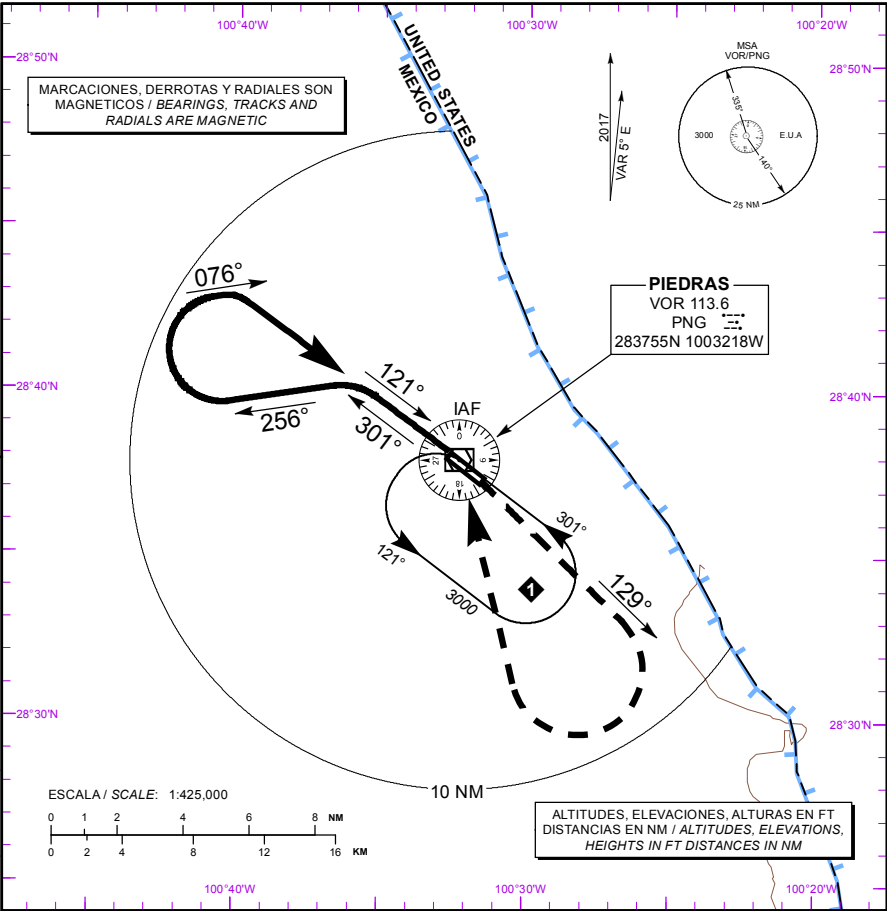 100°40'W
100°30'W
100°20'W
28°50'N
28°50'N
MARCACIONES, DERROTAS Y RADIALES SON
MAGNETICOS / BEARINGS, TRACKS AND
RADIALS ARE MAGNETIC
UNITED STATES
MEXICO
2017
VAR 5° E
MSA
VOR/PNG
335°
3000
E.U.A
140°
25 NM
076°
PIEDRAS
VOR 113.6
PNG
283755N 1003218W
28°40'N
28°40'N
121°
256°
301°
IAF
0
9
18
27
301°
121°
3000
1
129°
28°30'N
28°30'N
10 NM
ESCALA / SCALE: 1:425,000
0 1 2 4 6 8 NM
0 2 4 8 12 16 KM
ALTITUDES, ELEVACIONES, ALTURAS EN FT
DISTANCIAS EN NM / ALTITUDES, ELEVATIONS,
HEIGHTS IN FT DISTANCES IN NM
100°40'W
100°30'W
100°20'W